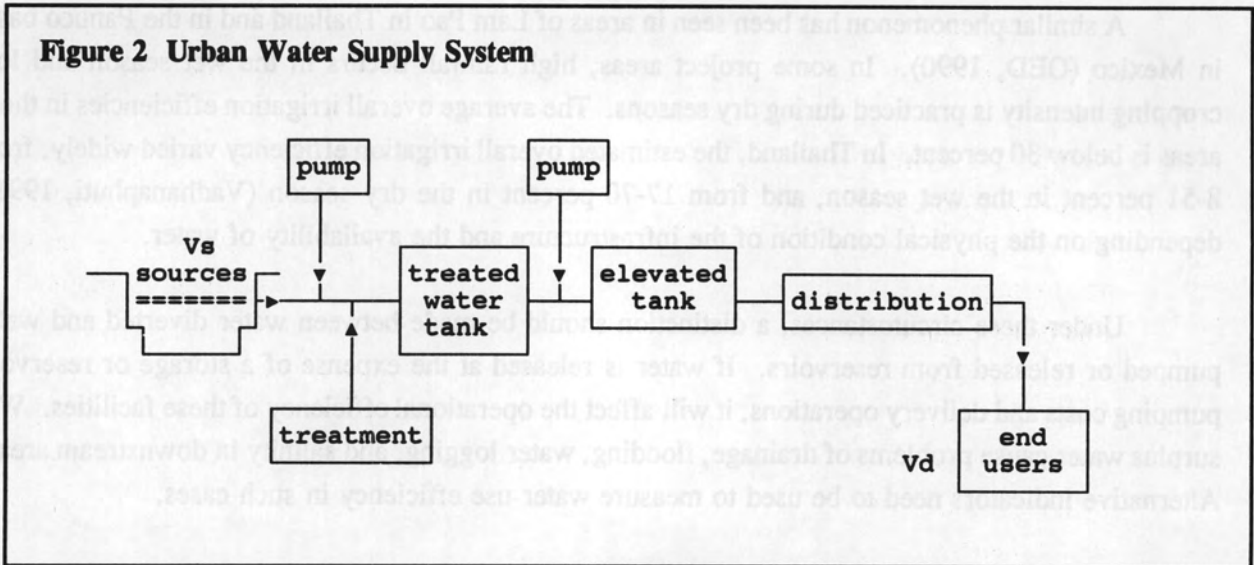 Figure 2 Urban Water Supply System
pump
pump
Vs
sources
treated
water
tank
elevated
tank
distribution
treatment
end
users
Vd